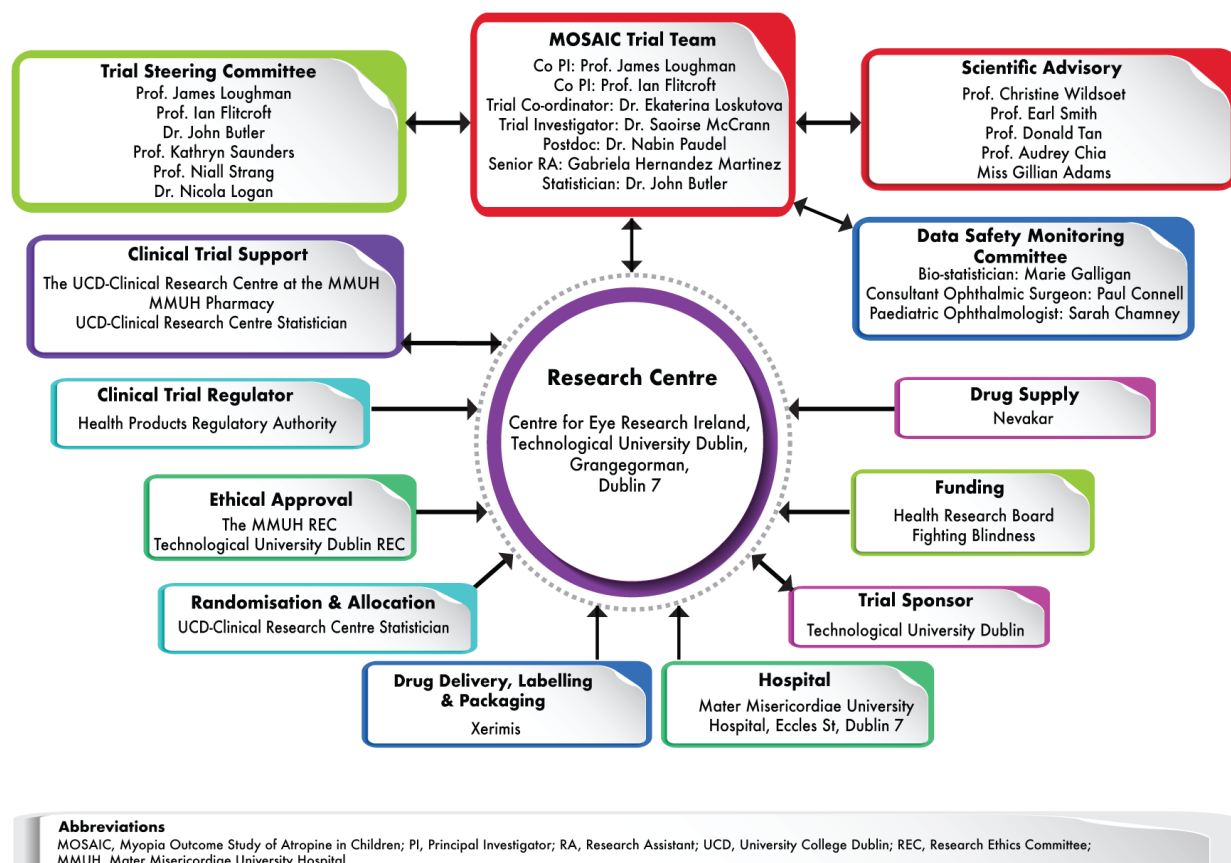 MOSAIC Trial Team
Co PI: Prof. James Loughman
Co PI: Prof. Ian Flitcroft
Trial Co-ordinator: Dr. Ekaterina Loskutova
Trial Investigator: Dr. Saoirse McCrann
Postdoc: Dr. Nabin Paudel
Senior RA: Gabriela Hernandez Martinez
Statistician: Dr. John Butler
Trial Steering Committee
Prof. James Loughman
Prof. Ian Flitcroft
Dr. John Butler
Prof. Kathryn Saunders
Prof. Niall Strang
Dr. Nicola Logan
Scientific Advisory
Prof. Christine Wildsoet
Prof. Earl Smith
Prof. Donald Tan
Prof. Audrey Chia
Miss Gillian Adams
Clinical Trial Support
The UCD-Clinical Research Centre at the MMUH
MMUH Pharmacy
UCD-Clinical Research Centre Statistician
Data Safety Monitoring
Committee
Bio-statistician: Marie Galligan
Consultant Ophthalmic Surgeon: Paul Connell
Paediatric Ophthalmologist: Sarah Chamney
Research Centre
Centre for Eye Research Ireland,
Technological University Dublin,
Grangegorman,
Dublin 7
Clinical Trial Regulator
Health Products Regulatory Authority
Drug Supply
Nevakar
Ethical Approval
The MMUH REC
Technological University Dublin REC
Funding
Health Research Board
Fighting Blindness
Randomisation & Allocation
UCD-Clinical Research Centre Statistician
Trial Sponsor
Technological University Dublin
Drug Delivery, Labelling
& Packaging
Xerimis
Hospital
Mater Misericordiae University
Hospital, Eccles St, Dublin 7
Abbreviations
MOSAIC, Myopia Outcome Study of Atropine in Children; PI, Principal Investigator; RA, Research Assistant; UCD, University College Dublin; REC, Research Ethics Committee;
MMUH, Mater Misericordiae University Hospital